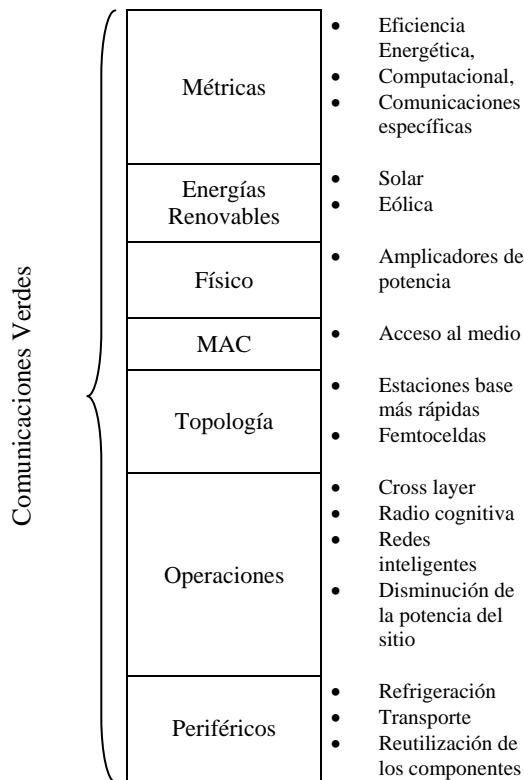 Comunicaciones Verdes
Métricas
• Eficiencia
Energética,
• Computacional,
• Comunicaciones
específicas
Energías
Renovables
• Solar
• Eólica
Físico
• Amplicadores de
potencia
MAC
• Acceso al medio
Topología
• Estaciones base
más rápidas
• Femtoceldas
Operaciones
• Cross layer
• Radio cognitiva
• Redes
inteligentes
• Disminución de
la potencia del
sitio
Periféricos
• Refrigeración
• Transporte
• Reutilización de
los componentes